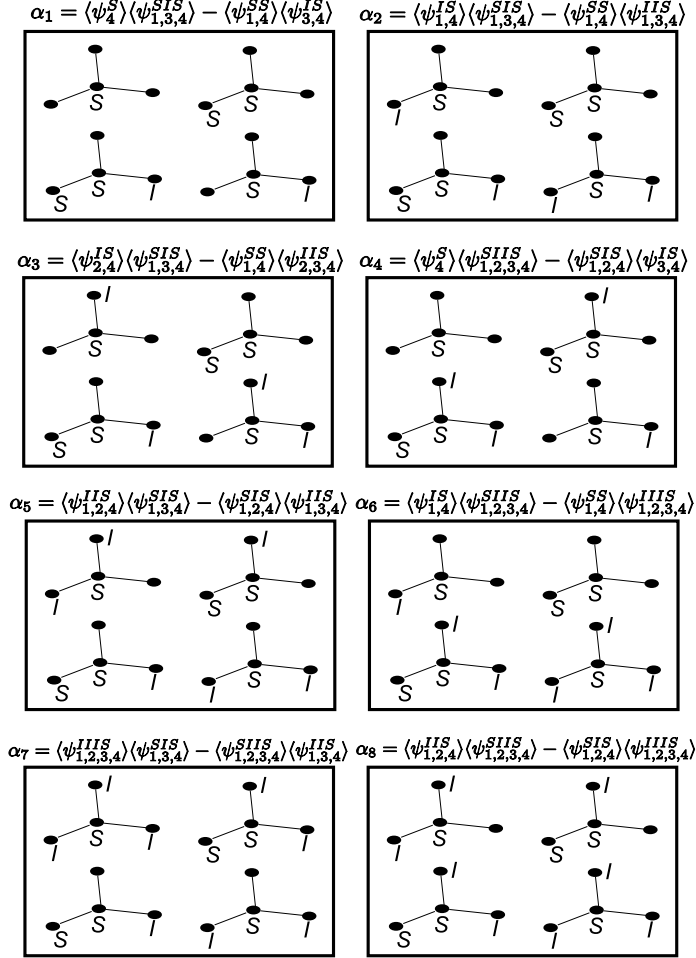 α₁ = ⟨ψ_4^S⟩⟨ψ_{1,3,4}^{SIS}⟩ − ⟨ψ_{1,4}^{SS}⟩⟨ψ_{3,4}^{IS}⟩
S
S S
S S I
S I
α₂ = ⟨ψ_{1,4}^{IS}⟩⟨ψ_{1,3,4}^{SIS}⟩ − ⟨ψ_{1,4}^{SS}⟩⟨ψ_{1,3,4}^{IIS}⟩
I S
S S
S S I
I S I
α₃ = ⟨ψ_{2,4}^{IS}⟩⟨ψ_{1,3,4}^{SIS}⟩ − ⟨ψ_{1,4}^{SS}⟩⟨ψ_{2,3,4}^{IIS}⟩
I
S
S S
S S I
I
S I
α₄ = ⟨ψ_4^S⟩⟨ψ_{1,2,3,4}^{SIIS}⟩ − ⟨ψ_{1,2,4}^{SIS}⟩⟨ψ_{3,4}^{IS}⟩
S
I
S S
I
S S I
S I
α₅ = ⟨ψ_{1,2,4}^{IIS}⟩⟨ψ_{1,3,4}^{SIS}⟩ − ⟨ψ_{1,2,4}^{SIS}⟩⟨ψ_{1,3,4}^{IIS}⟩
I
I S
I
S S
S S I
I S I
α₆ = ⟨ψ_{1,4}^{IS}⟩⟨ψ_{1,2,3,4}^{SIIS}⟩ − ⟨ψ_{1,4}^{SS}⟩⟨ψ_{1,2,3,4}^{IIIS}⟩
I S
S S
I
S S I
I
I S I
α₇ = ⟨ψ_{1,2,3,4}^{IIIS}⟩⟨ψ_{1,3,4}^{SIS}⟩ − ⟨ψ_{1,2,3,4}^{SIIS}⟩⟨ψ_{1,3,4}^{IIS}⟩
I
I S I
I
S S I
S S I
I S I
α₈ = ⟨ψ_{1,2,4}^{IIS}⟩⟨ψ_{1,2,3,4}^{SIIS}⟩ − ⟨ψ_{1,2,4}^{SIS}⟩⟨ψ_{1,2,3,4}^{IIIS}⟩
I
I S
I
S S
I
S S I
I
I S I